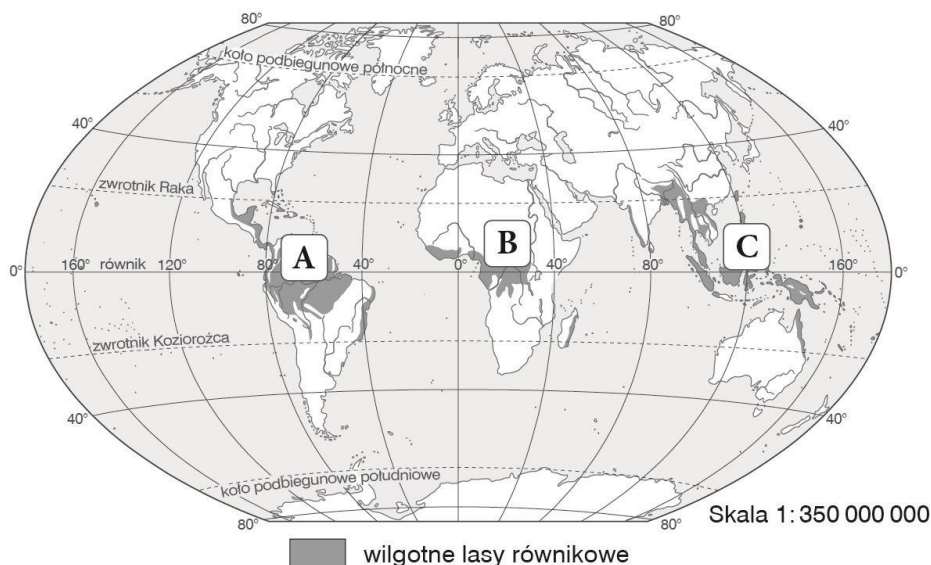 80° 80°
koło podbiegunowe północne
40° 40°
zwrotnik Raka
A B C
0° 160° 120° równik 80° 40° 0° 40° 80° 160° 0°
zwrotnik Koziorożca
40° 40°
koło podbiegunowe południowe
80° 80°
Skala 1:350 000 000
wilgotne lasy równikowe